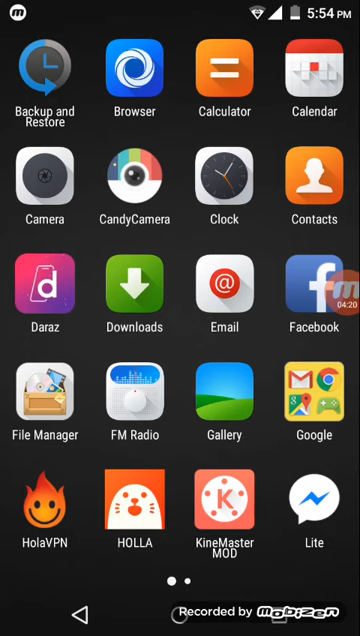 5:54 PM
Backup and Restore
Browser
Calculator
Calendar
Camera
CandyCamera
Clock
Contacts
d
@
f
04:20
Daraz
Downloads
Email
Facebook
File Manager
FM Radio
Gallery
Google
K
HolaVPN
HOLLA
KineMaster MOD
Lite
Recorded by mobizen